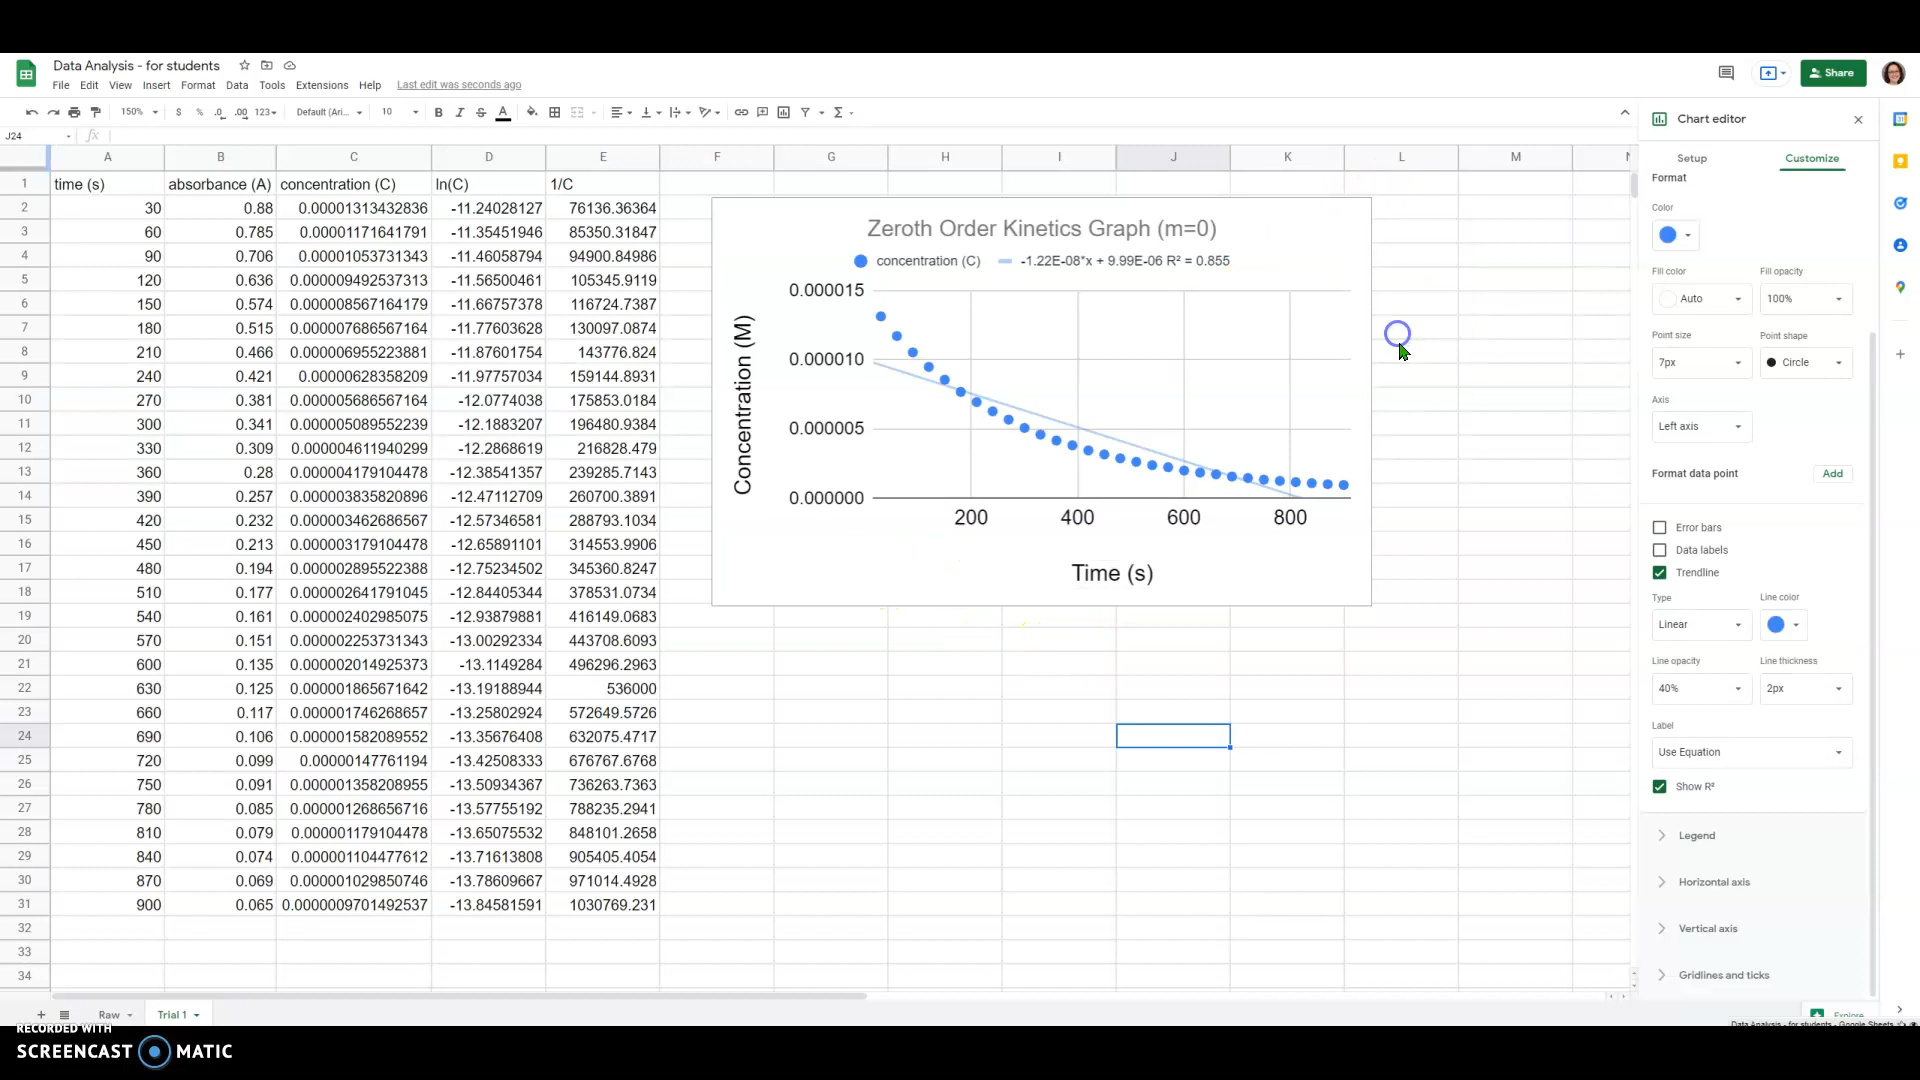 Data Analysis - for students
File Edit View Insert Format Data Tools Extensions Help Last edit was seconds ago
Share
150% $ % .0 .00 123 Default (Ari... 10 B I S A Σ
J24 fx
A B C D E F G H I J K L M N
1 time (s) absorbance (A) concentration (C) ln(C) 1/C
2 30 0.88 0.00001313432836 -11.24028127 76136.36364
3 60 0.785 0.00001171641791 -11.35451946 85350.31847
4 90 0.706 0.00001053731343 -11.46058794 94900.84986
5 120 0.636 0.000009492537313 -11.56500461 105345.9119
6 150 0.574 0.000008567164179 -11.66757378 116724.7387
7 180 0.515 0.000007686567164 -11.77603628 130097.0874
8 210 0.466 0.000006955223881 -11.87601754 143776.824
9 240 0.421 0.00000628358209 -11.97757034 159144.8931
10 270 0.381 0.000005686567164 -12.0774038 175853.0184
11 300 0.341 0.000005089552239 -12.1883207 196480.9384
12 330 0.309 0.000004611940299 -12.2868619 216828.479
13 360 0.28 0.000004179104478 -12.38541357 239285.7143
14 390 0.257 0.000003835820896 -12.47112709 260700.3891
15 420 0.232 0.000003462686567 -12.57346581 288793.1034
16 450 0.213 0.000003179104478 -12.65891101 314553.9906
17 480 0.194 0.000002895522388 -12.75234502 345360.8247
18 510 0.177 0.000002641791045 -12.84405344 378531.0734
19 540 0.161 0.000002402985075 -12.93879881 416149.0683
20 570 0.151 0.000002253731343 -13.00292334 443708.6093
21 600 0.135 0.000002014925373 -13.1149284 496296.2963
22 630 0.125 0.000001865671642 -13.19188944 536000
23 660 0.117 0.000001746268657 -13.25802924 572649.5726
24 690 0.106 0.000001582089552 -13.35676408 632075.4717
25 720 0.099 0.00000147761194 -13.42508333 676767.6768
26 750 0.091 0.000001358208955 -13.50934367 736263.7363
27 780 0.085 0.000001268656716 -13.57755192 788235.2941
28 810 0.079 0.000001179104478 -13.65075532 848101.2658
29 840 0.074 0.000001104477612 -13.71613808 905405.4054
30 870 0.069 0.000001029850746 -13.78609667 971014.4928
31 900 0.065 0.0000009701492537 -13.84581591 1030769.231
32
33
34
Zeroth Order Kinetics Graph (m=0)
concentration (C) -1.22E-08*x + 9.99E-06 R² = 0.855
Concentration (M)
0.000015
0.000010
0.000005
0.000000
200 400 600 800
Time (s)
Chart editor
Setup Customize
Format
Color
Fill color Fill opacity
Auto 100%
Point size Point shape
7px Circle
Axis
Left axis
Format data point Add
Error bars
Data labels
Trendline
Type Line color
Linear
Line opacity Line thickness
40% 2px
Label
Use Equation
Show R²
Legend
Horizontal axis
Vertical axis
Gridlines and ticks
Explore
Raw Trial 1
Data Analysis - for students - Google Sheets
RECORDED WITH
SCREENCAST MATIC